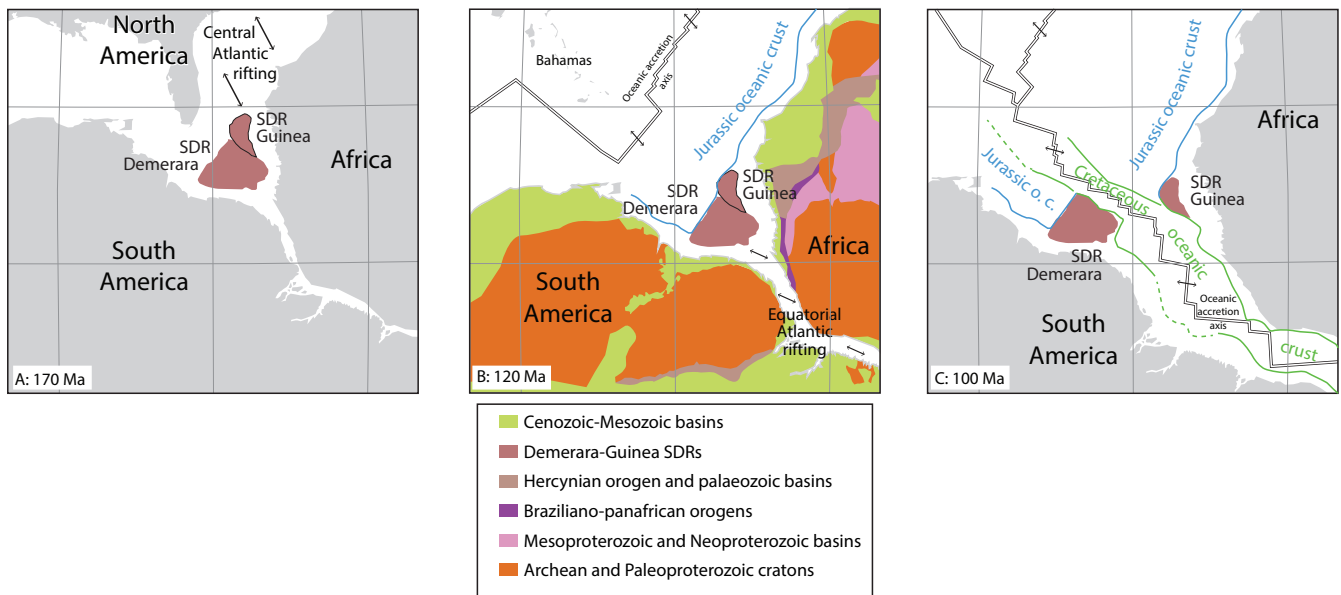 North
America
Central
Atlantic
rifting
SDR
Guinea
SDR
Demerara
Africa
South
America
A: 170 Ma
Bahamas
Oceanic accretion
axis
Jurassic oceanic crust
SDR
Guinea
SDR
Demerara
Africa
South
America
Equatorial
Atlantic
rifting
B: 120 Ma
Jurassic oceanic crust
Africa
Jurassic o. c.
Cretaceous
SDR
Guinea
oceanic
SDR
Demerara
Oceanic
accretion
axis
South
America
crust
C: 100 Ma
Cenozoic-Mesozoic basins
Demerara-Guinea SDRs
Hercynian orogen and palaeozoic basins
Braziliano-panafrican orogens
Mesoproterozoic and Neoproterozoic basins
Archean and Paleoproterozoic cratons